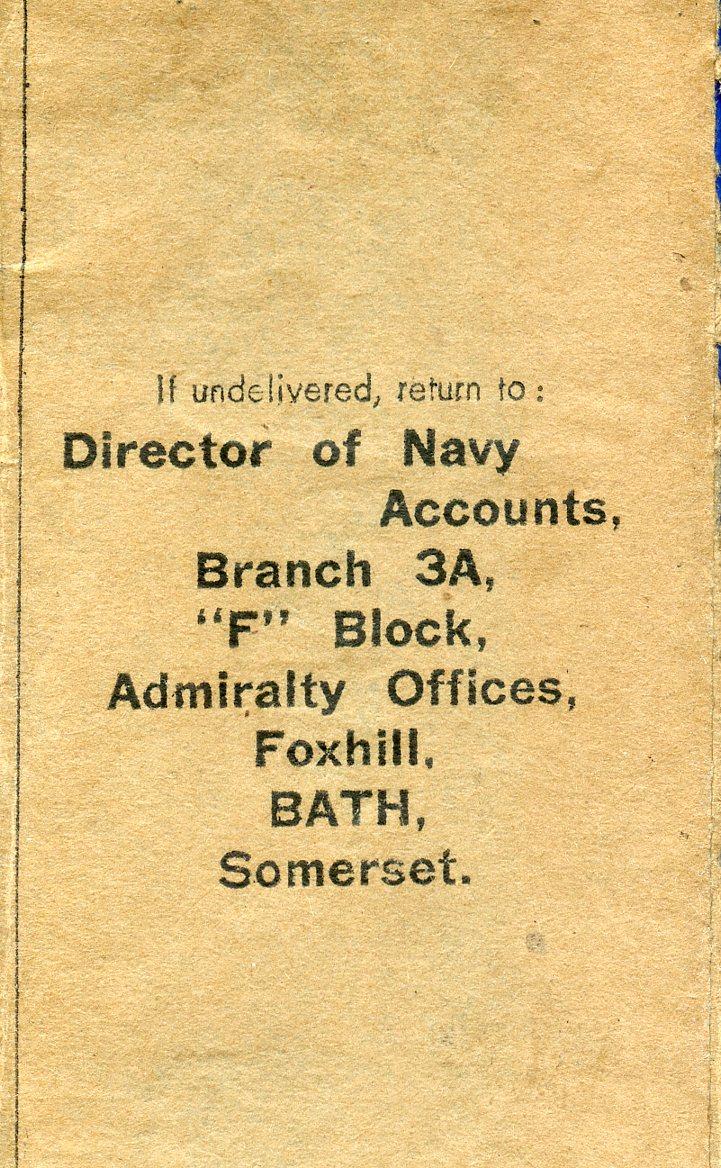 If undelivered, return to:
Director of Navy
Accounts,
Branch 3A,
“F” Block,
Admiralty Offices,
Foxhill,
BATH,
Somerset.